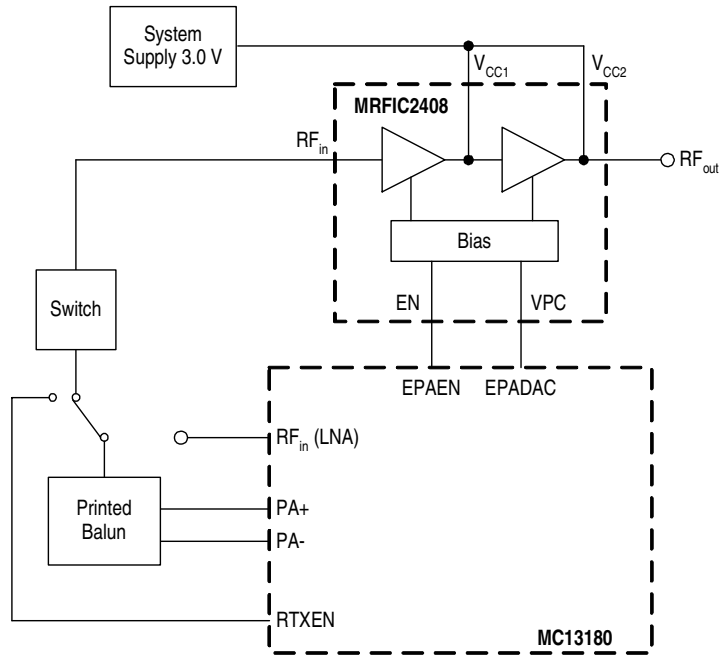 System
Supply 3.0 V
VCC1
VCC2
MRFIC2408
RFin
RFout
Bias
EN
VPC
Switch
EPAEN
EPADAC
RFin (LNA)
Printed
Balun
PA+
PA-
RTXEN
MC13180